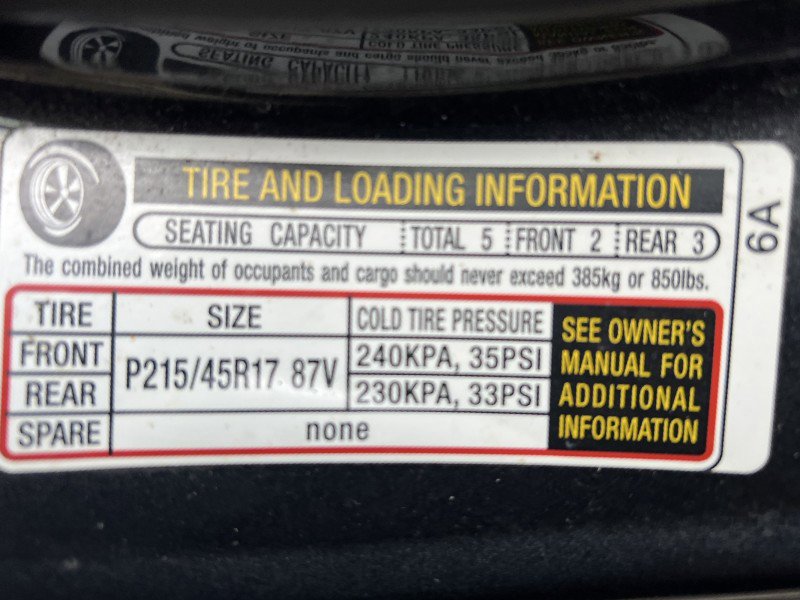 TIRE AND LOADING INFORMATION
SEATING CAPACITY TOTAL 5 FRONT 2 REAR 3
The combined weight of occupants and cargo should never exceed 385kg or 850lbs.
TIRE SIZE COLD TIRE PRESSURE
FRONT P215/45R17 87V 240KPA, 35PSI
REAR 230KPA, 33PSI
SPARE none
SEE OWNER'S
MANUAL FOR
ADDITIONAL
INFORMATION
6A